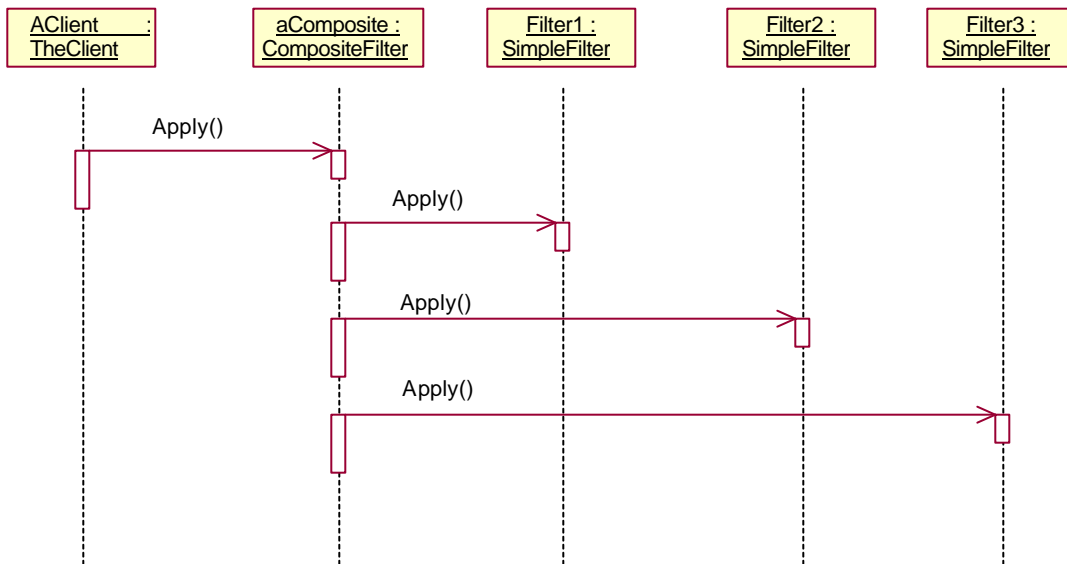 AClient :
TheClient
aComposite :
CompositeFilter
Filter1 :
SimpleFilter
Filter2 :
SimpleFilter
Filter3 :
SimpleFilter
Apply()
Apply()
Apply()
Apply()